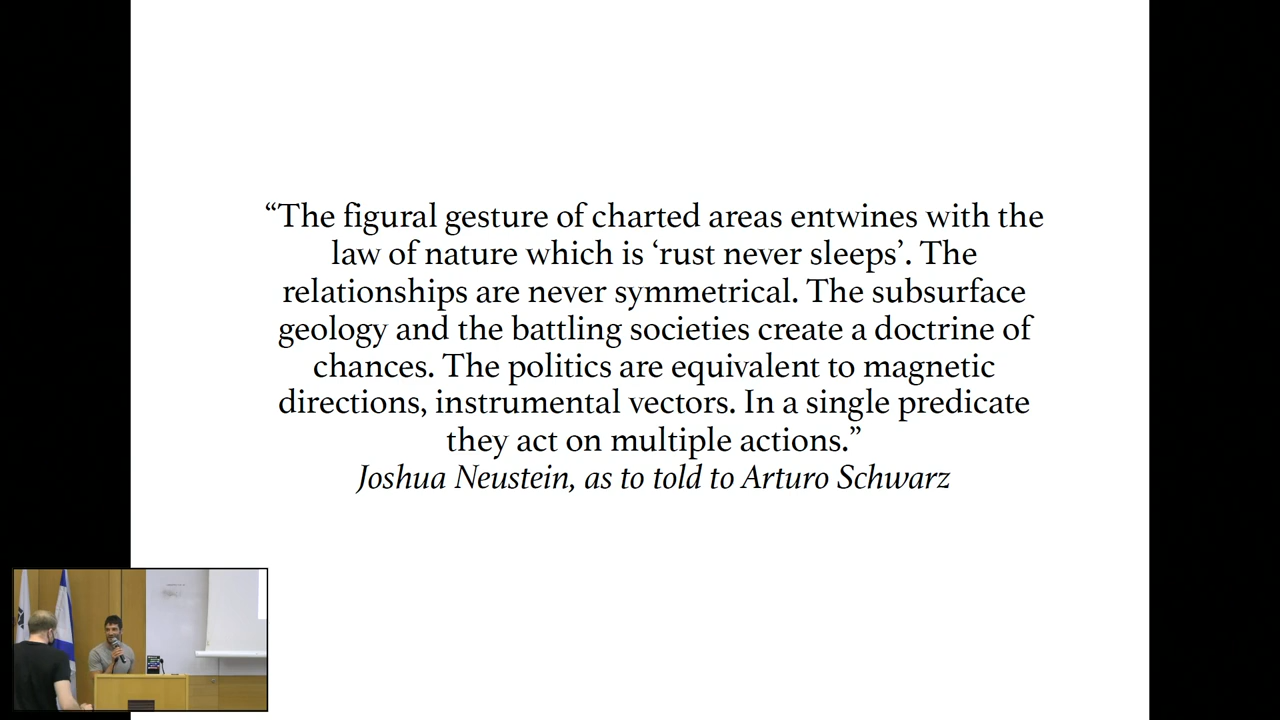 “The figural gesture of charted areas entwines with the
law of nature which is ‘rust never sleeps’. The
relationships are never symmetrical. The subsurface
geology and the battling societies create a doctrine of
chances. The politics are equivalent to magnetic
directions, instrumental vectors. In a single predicate
they act on multiple actions.”
Joshua Neustein, as to told to Arturo Schwarz